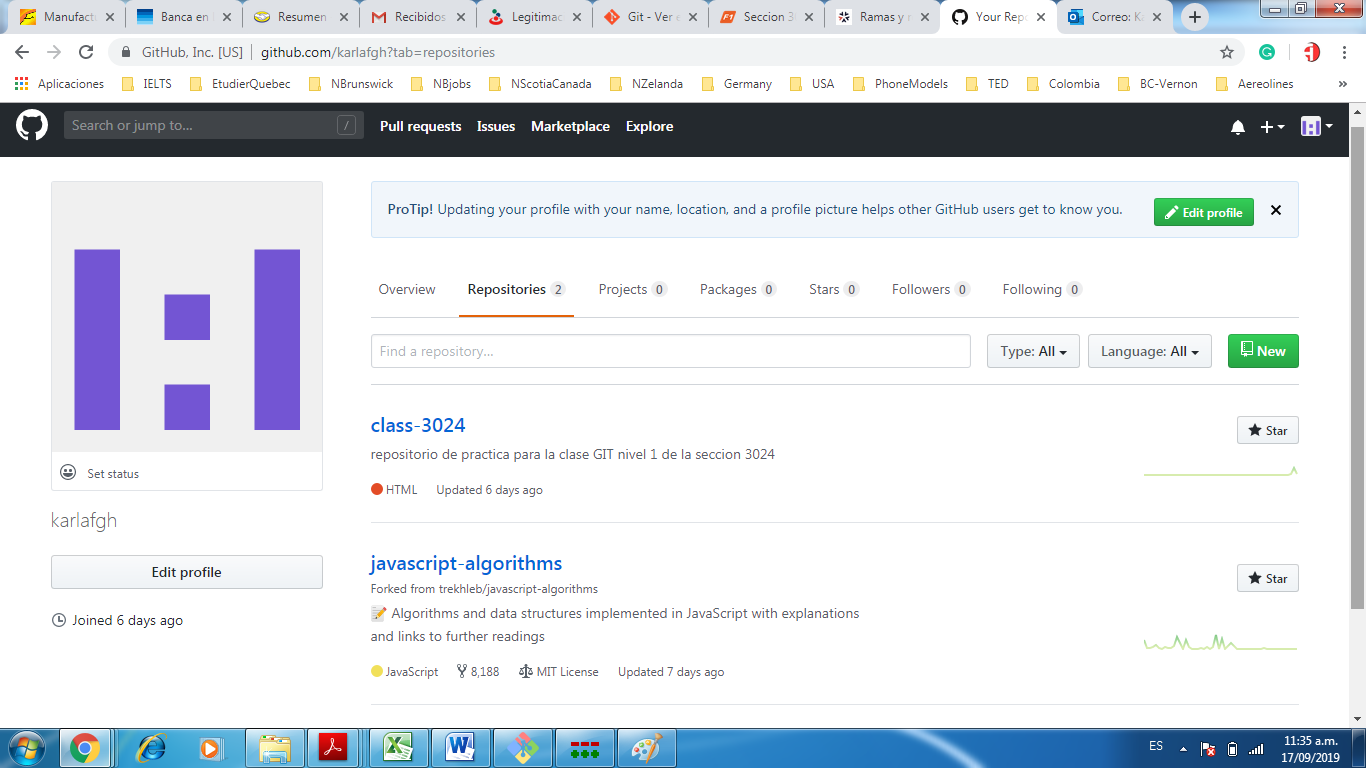 Manufact
Banca en
Resumen
Recibidos
Legitimac
Git - Ver
Seccion 3
Ramas y
Your Repo
Correo: K
GitHub, Inc. [US] | github.com/karlafgh?tab=repositories
Aplicaciones IELTS EtudierQuebec NBrunswick NBjobs NScotiaCanada NZelanda Germany USA PhoneModels TED Colombia BC-Vernon Aereolines »
Search or jump to... / Pull requests Issues Marketplace Explore
ProTip! Updating your profile with your name, location, and a profile picture helps other GitHub users get to know you. Edit profile
Overview Repositories 2 Projects 0 Packages 0 Stars 0 Followers 0 Following 0
Find a repository... Type: All Language: All New
class-3024 Star
repositorio de practica para la clase GIT nivel 1 de la seccion 3024
HTML Updated 6 days ago
javascript-algorithms Star
Forked from trekhleb/javascript-algorithms
Algorithms and data structures implemented in JavaScript with explanations
and links to further readings
JavaScript 8,188 MIT License Updated 7 days ago
Set status
karlafgh
Edit profile
Joined 6 days ago
ES
11:35 a.m.
17/09/2019